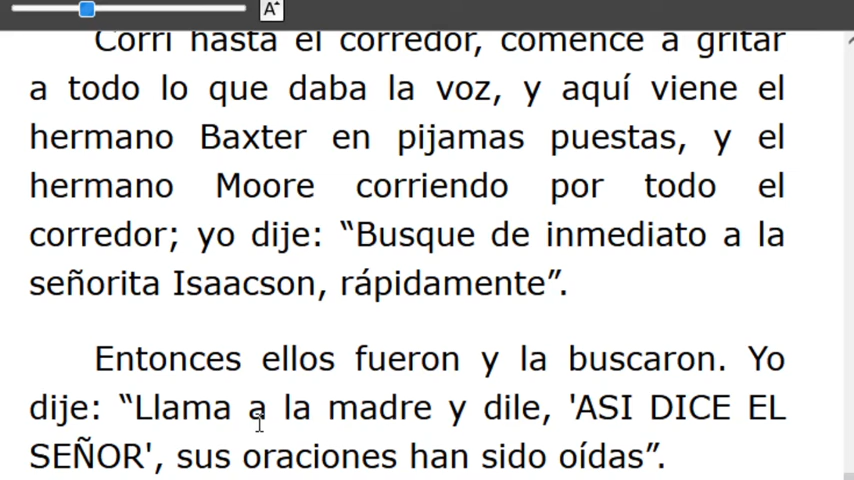 A
Corrí hasta el corredor, comencé a gritar
a todo lo que daba la voz, y aquí viene el
hermano Baxter en pijamas puestas, y el
hermano Moore corriendo por todo el
corredor; yo dije: “Busque de inmediato a la
señorita Isaacson, rápidamente”.
Entonces ellos fueron y la buscaron. Yo
dije: “Llama a la madre y dile, 'ASI DICE EL
SEÑOR', sus oraciones han sido oídas”.